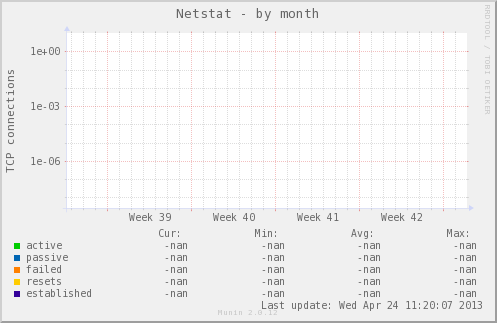 Netstat - by month
RRDTOOL / TOBI OETIKER
TCP connections
1e+00
1e-03
1e-06
Week 39 Week 40 Week 41 Week 42
Cur: Min: Avg: Max:
active -nan -nan -nan -nan
passive -nan -nan -nan -nan
failed -nan -nan -nan -nan
resets -nan -nan -nan -nan
established -nan -nan -nan -nan
Last update: Wed Apr 24 11:20:07 2013
Munin 2.0.12